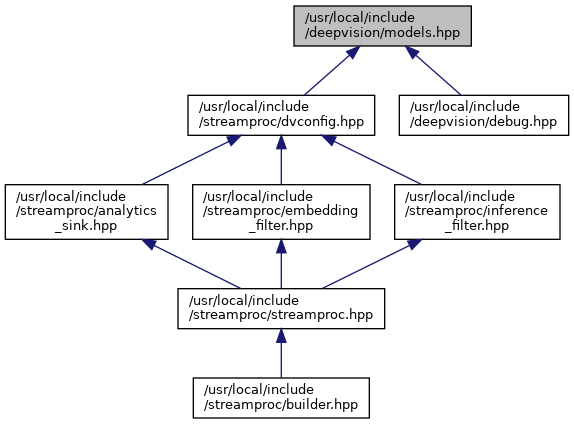 /usr/local/include
/deepvision/models.hpp
/usr/local/include
/streamproc/dvconfig.hpp
/usr/local/include
/deepvision/debug.hpp
/usr/local/include
/streamproc/analytics
_sink.hpp
/usr/local/include
/streamproc/embedding
_filter.hpp
/usr/local/include
/streamproc/inference
_filter.hpp
/usr/local/include
/streamproc/streamproc.hpp
/usr/local/include
/streamproc/builder.hpp